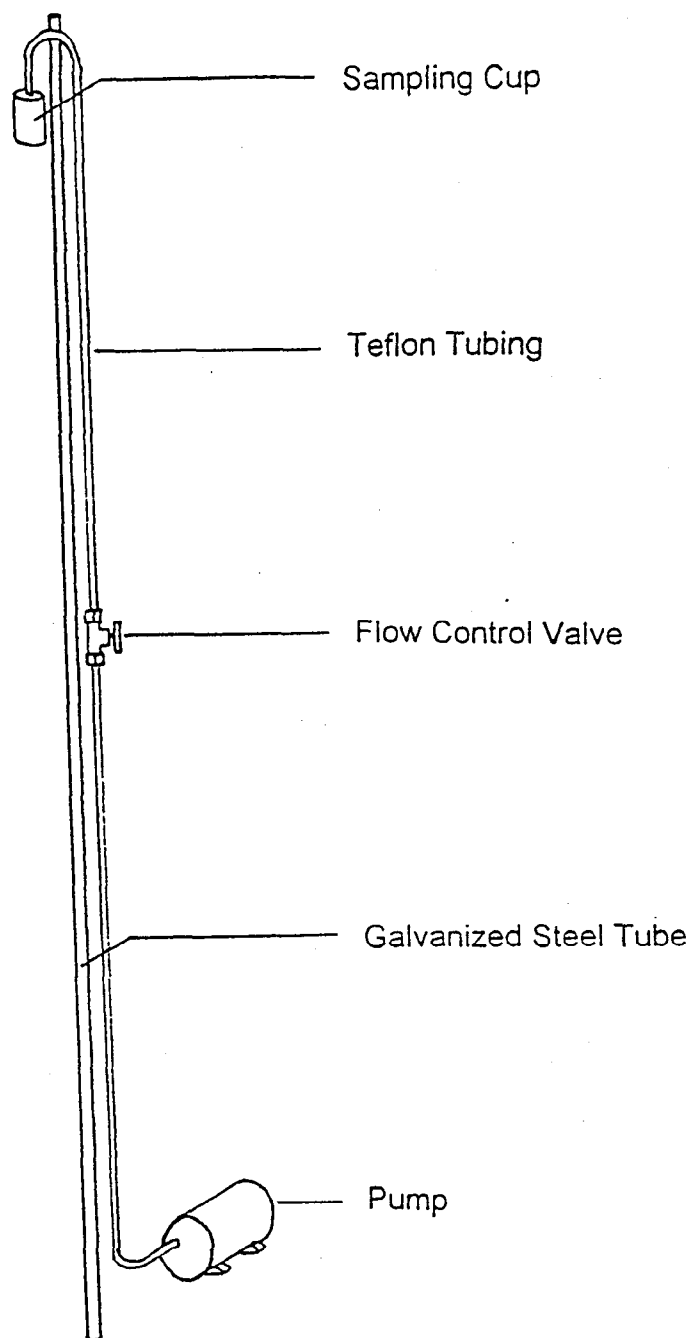 Sampling Cup
Teflon Tubing
Flow Control Valve
Galvanized Steel Tube
Pump